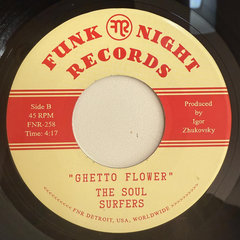 FUNK NIGHT
RECORDS
Side B
45 RPM
FNR-258
Time: 4:17
Produced
by
Igor
Zhukovsky
"GHETTO FLOWER"
THE SOUL
SURFERS
FNR DETROIT, USA, WORLDWIDE